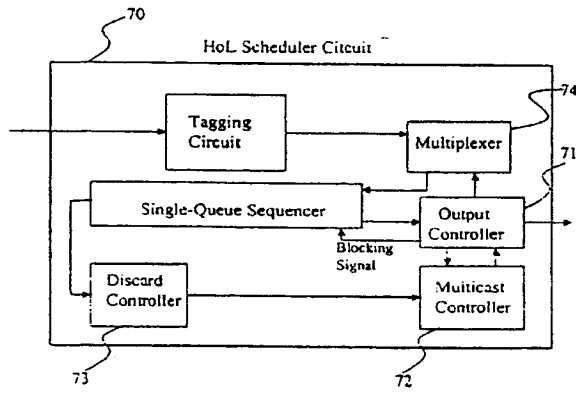 70
HoL Scheduler Citcuit
74
Tagging
Circuit
Multiplexer
71
Single-Queue Sequencer
Output
Controller
Blocking
Signal
Discard
Controller
Multicast
Controller
73
72